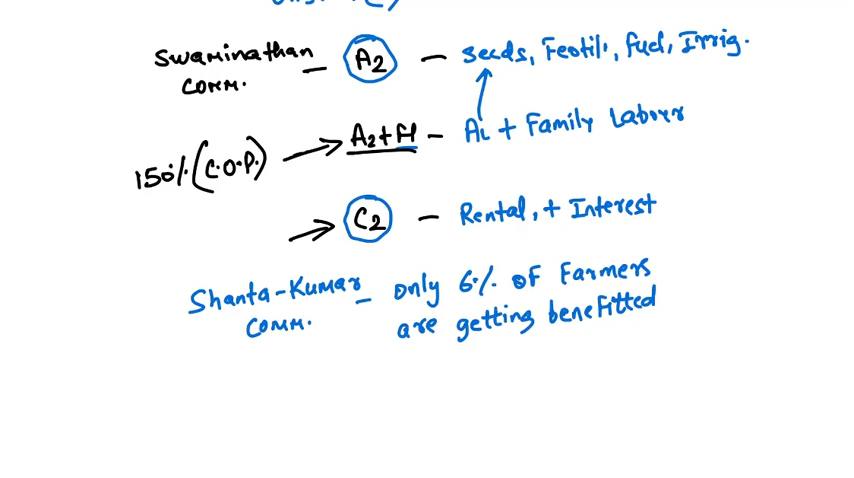 Swaminathan Comm. – A2 – seeds, Fertili, fuel, Irrig.
150% (C.O.P.) → A2+Fl – A2 + Family Labour
→ C2 – Rental, + Interest
Shanta-Kumar Comm. – only 6% of Farmers
are getting benefitted